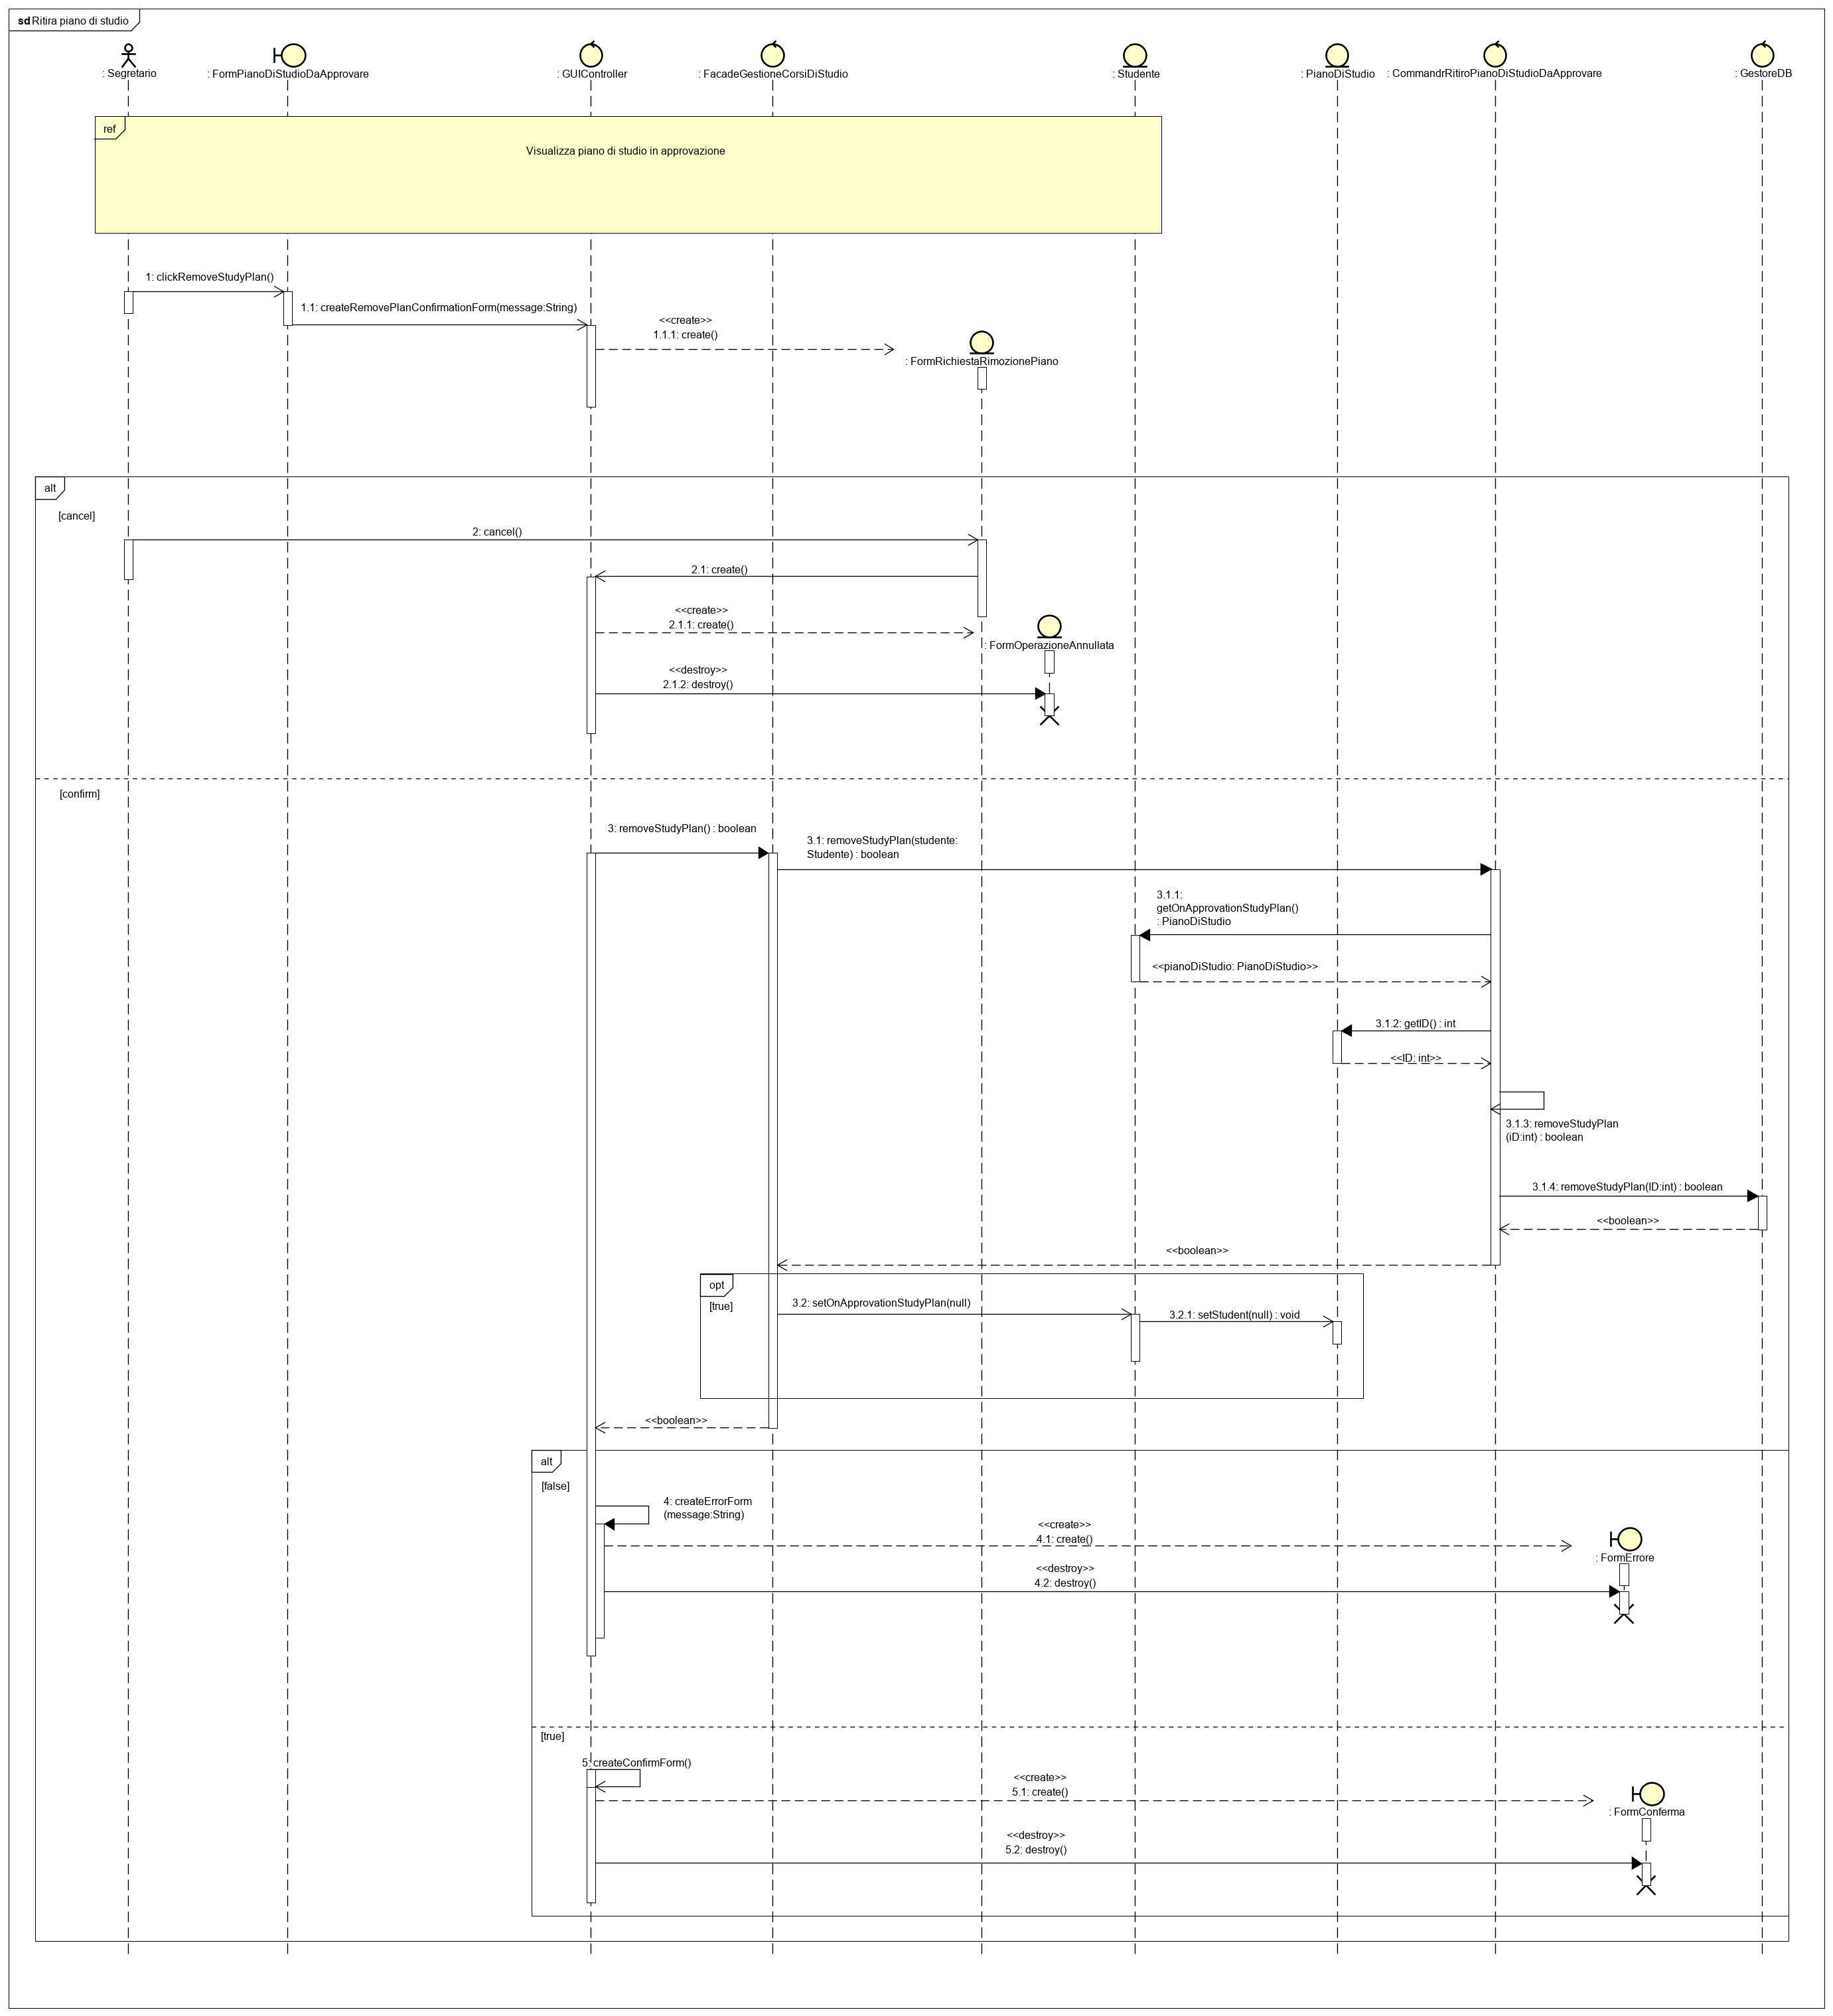 sd Ritira piano di studio
: Segretario
: FormPianoDiStudioDaApprovare
: GUIController
: FacadeGestioneCorsiDiStudio
: Studente
: PianoDiStudio
: CommandrRitiroPianoDiStudioDaApprovare
: GestoreDB
ref
Visualizza piano di studio in approvazione
1: clickRemoveStudyPlan()
1.1: createRemovePlanConfirmationForm(message:String)
<<create>>
1.1.1: create()
: FormRichiestaRimozionePiano
alt
[cancel]
2: cancel()
2.1: create()
<<create>>
2.1.1: create()
: FormOperazioneAnnullata
<<destroy>>
2.1.2: destroy()
[confirm]
3: removeStudyPlan() : boolean
3.1: removeStudyPlan(studente:
Studente) : boolean
3.1.1:
getOnApprovationStudyPlan()
: PianoDiStudio
<<pianoDiStudio: PianoDiStudio>>
3.1.2: getID() : int
<<ID: int>>
3.1.3: removeStudyPlan
(iD:int) : boolean
3.1.4: removeStudyPlan(ID:int) : boolean
<<boolean>>
<<boolean>>
opt
[true]
3.2: setOnApprovationStudyPlan(null)
3.2.1: setStudent(null) : void
<<boolean>>
alt
[false]
4: createErrorForm
(message:String)
<<create>>
4.1: create()
: FormErrore
<<destroy>>
4.2: destroy()
[true]
5: createConfirmForm()
<<create>>
5.1: create()
: FormConferma
<<destroy>>
5.2: destroy()